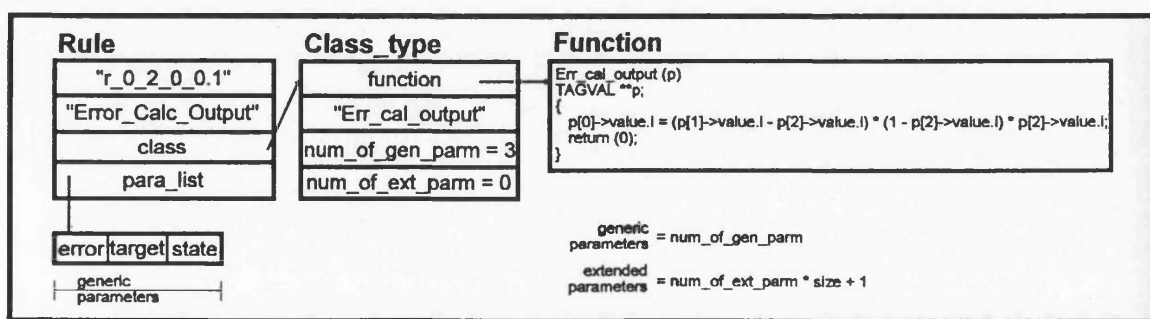 Rule
"r_0_2_0_0.1"
"Error_Calc_Output"
class
para_list
error target state
generic
parameters
Class_type
function
"Err_cal_output"
num_of_gen_parm = 3
num_of_ext_parm = 0
Function
Err_cal_output (p)
TAGVAL **p;
{
p[0]->value.i = (p[1]->value.i - p[2]->value.i) * (1 - p[2]->value.i) * p[2]->value.i;
return (0);
}
generic
parameters = num_of_gen_parm
extended
parameters = num_of_ext_parm * size + 1